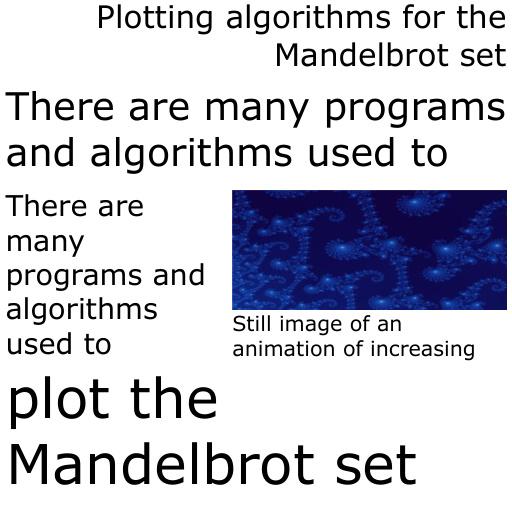 Plotting algorithms for the
Mandelbrot set
There are many programs
and algorithms used to
There are
many
programs and
algorithms
used to
Still image of an
animation of increasing
plot the
Mandelbrot set